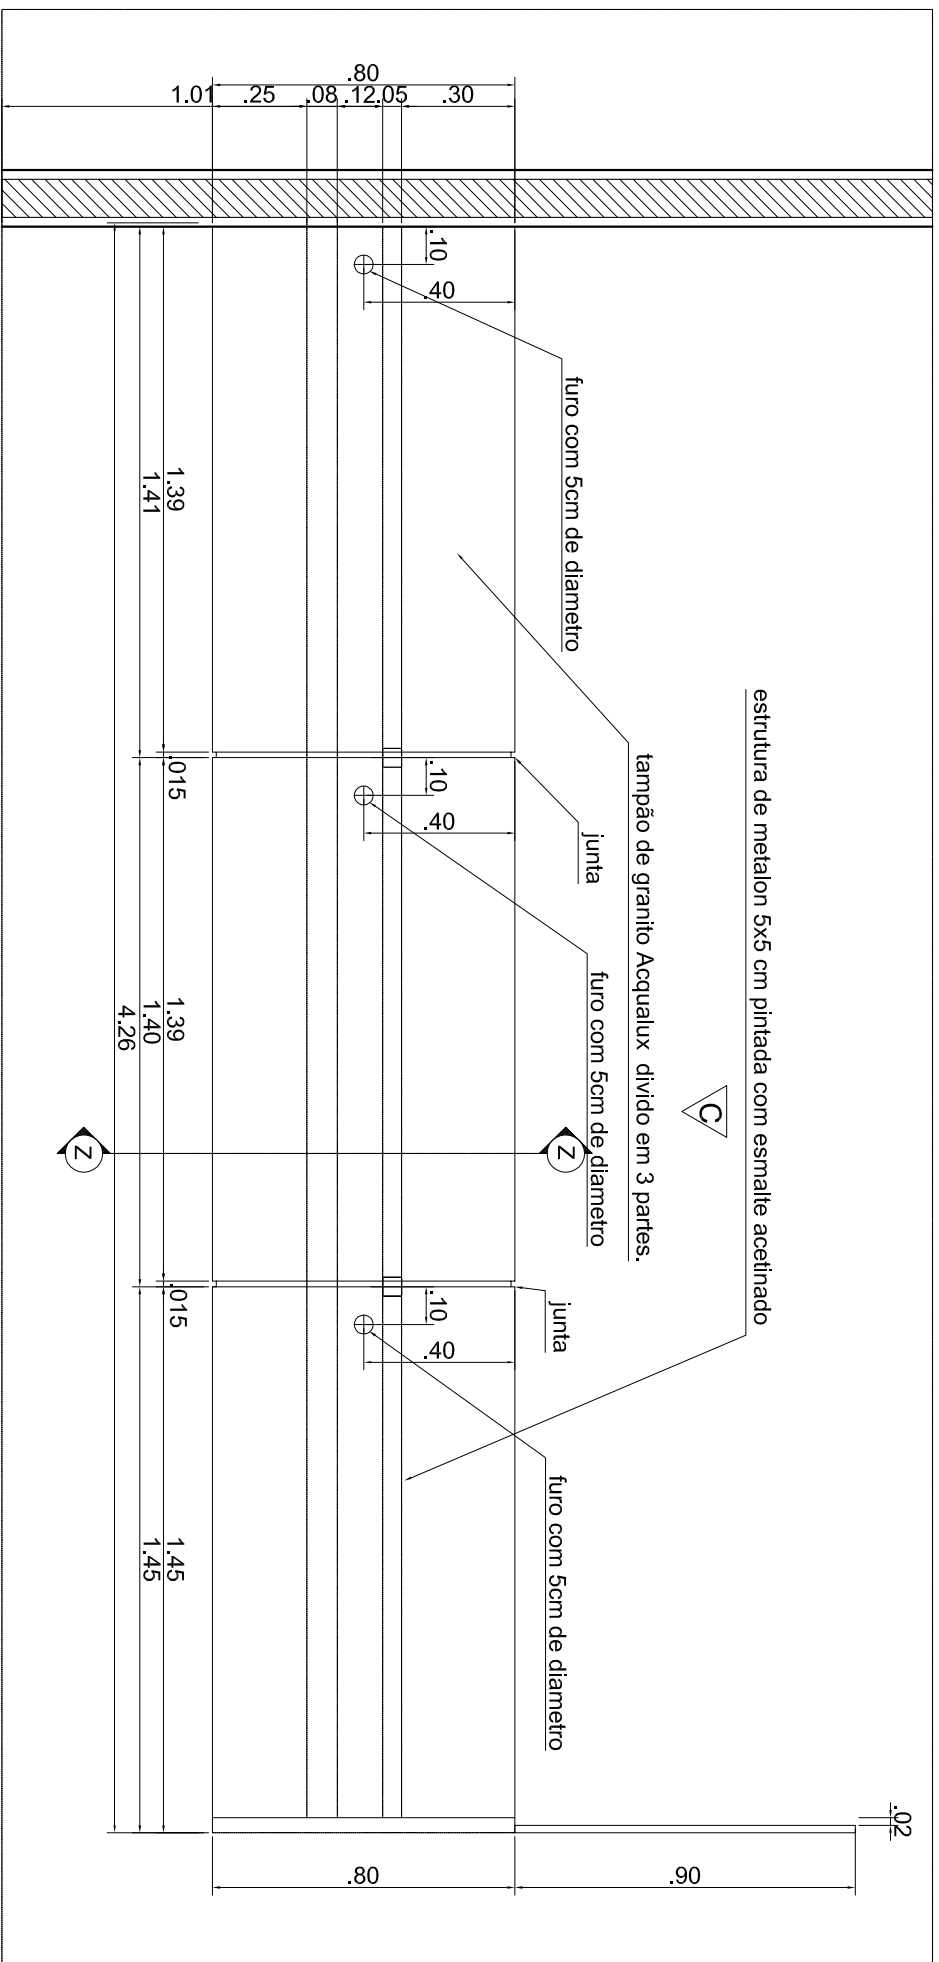 .80
1.01
.25
.08
.12
.05
.30
.10
.40
furo com 5cm de diametro
1.39
1.41
tampão de granito Acqualux divido em 3 partes.
estrutura de metalon 5x5 cm pintada com esmalte acetinado
.015
.10
.40
junta
furo com 5cm de diametro
1.39
1.40
4.26
C
Z
Z
.015
.10
.40
junta
furo com 5cm de diametro
1.45
1.45
.02
.80
.90